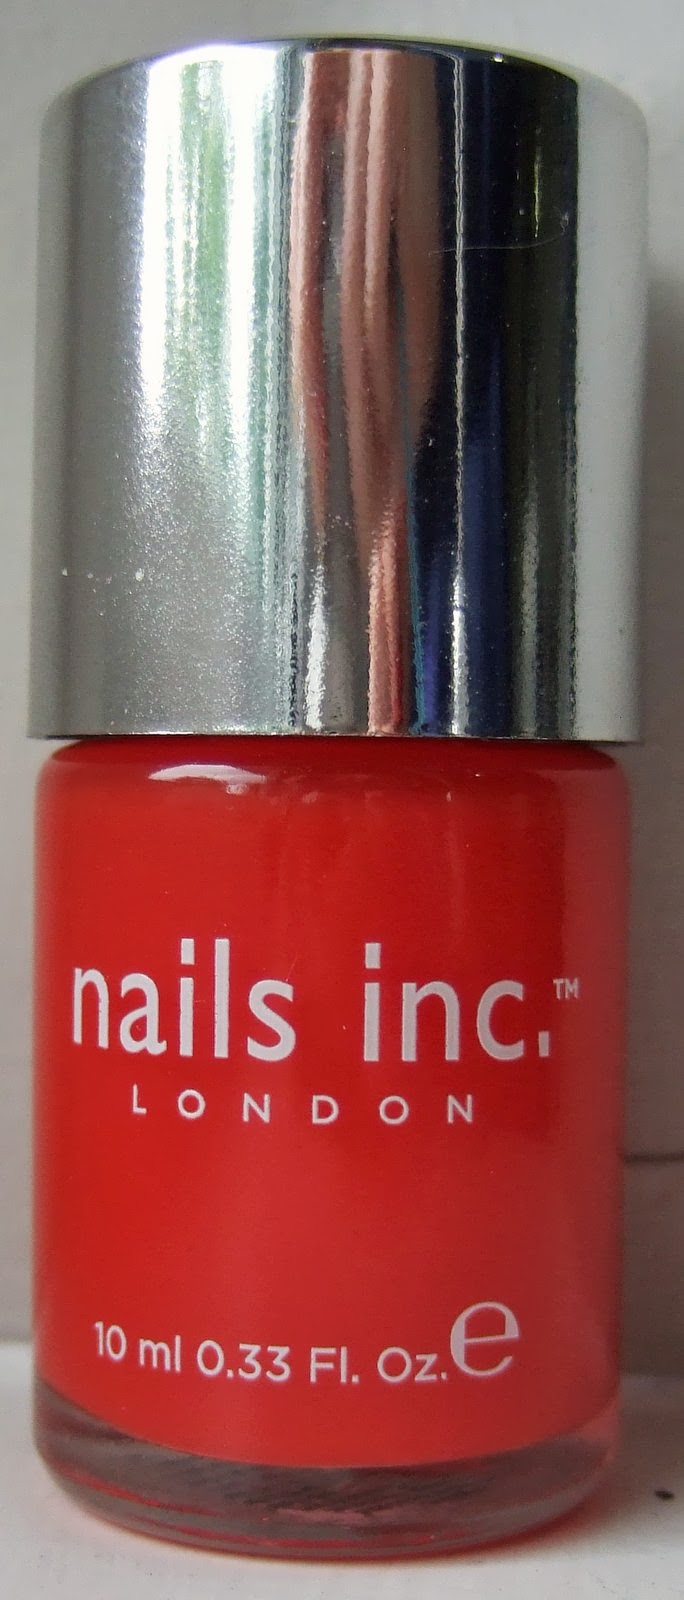 nails inc.™
LONDON
10 ml 0.33 Fl. Oz. ℮